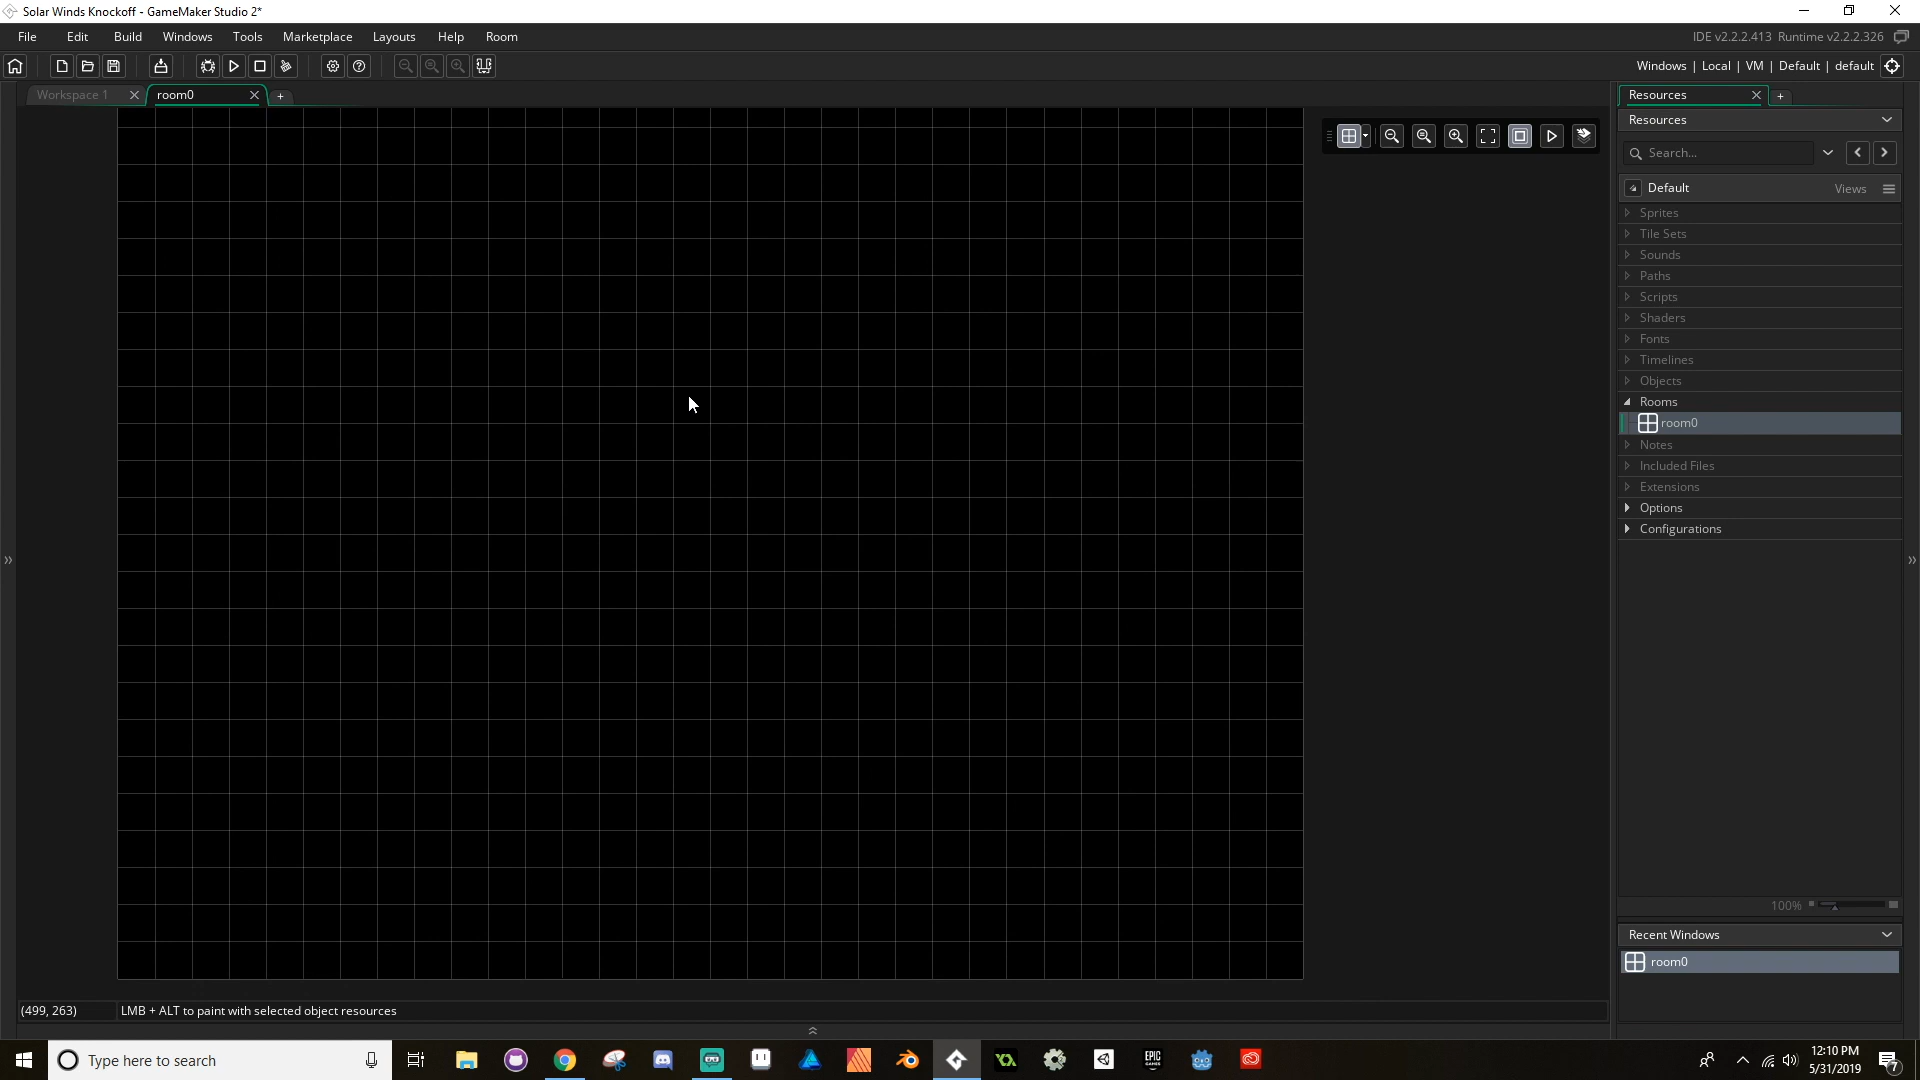 Solar Winds Knockoff - GameMaker Studio 2*
File Edit Build Windows Tools Marketplace Layouts Help Room
IDE v2.2.2.413 Runtime v2.2.2.326
Windows | Local | VM | Default | default
Workspace 1
room0
Resources
Resources
Search...
Default Views
Sprites
Tile Sets
Sounds
Paths
Scripts
Shaders
Fonts
Timelines
Objects
Rooms
room0
Notes
Included Files
Extensions
Options
Configurations
100%
Recent Windows
room0
(499, 263) LMB + ALT to paint with selected object resources
Type here to search
EPIC GAMES
12:10 PM
5/31/2019
7